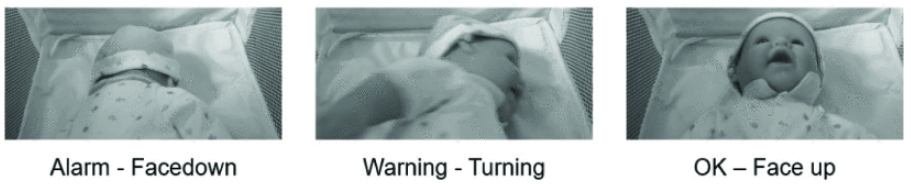 Alarm - Facedown
Warning - Turning
OK – Face up